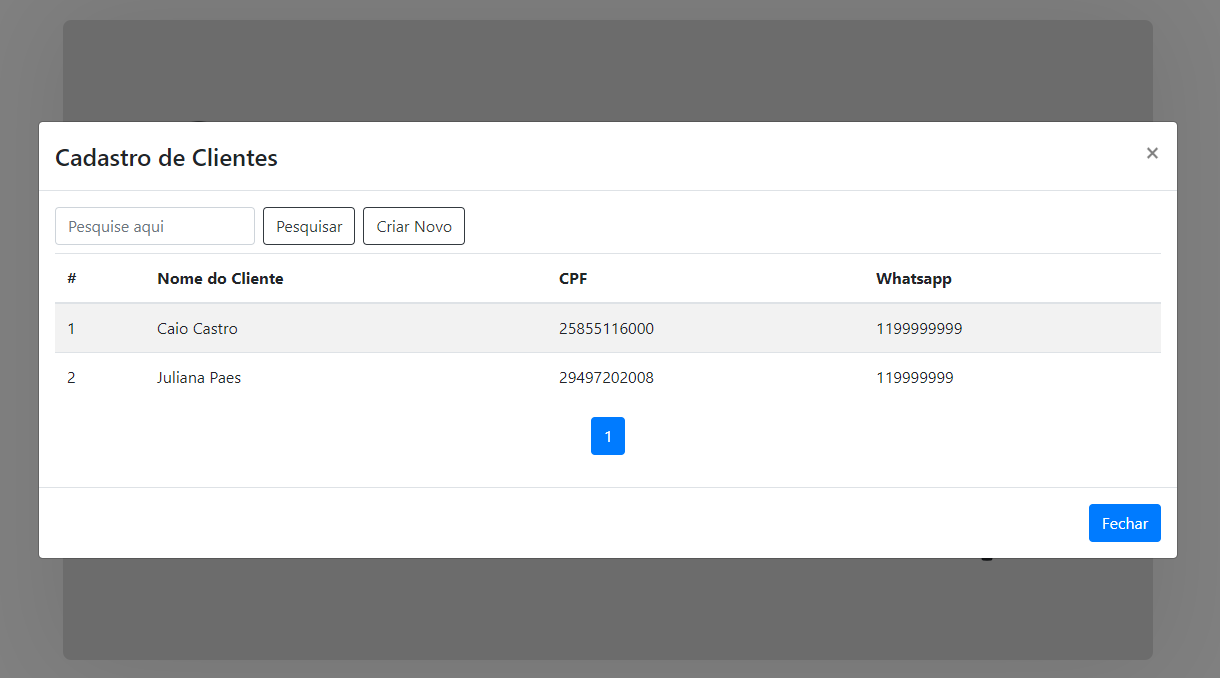 Cadastro de Clientes ×
Pesquise aqui Pesquisar Criar Novo
# Nome do Cliente CPF Whatsapp
1 Caio Castro 25855116000 1199999999
2 Juliana Paes 29497202008 119999999
1
Fechar